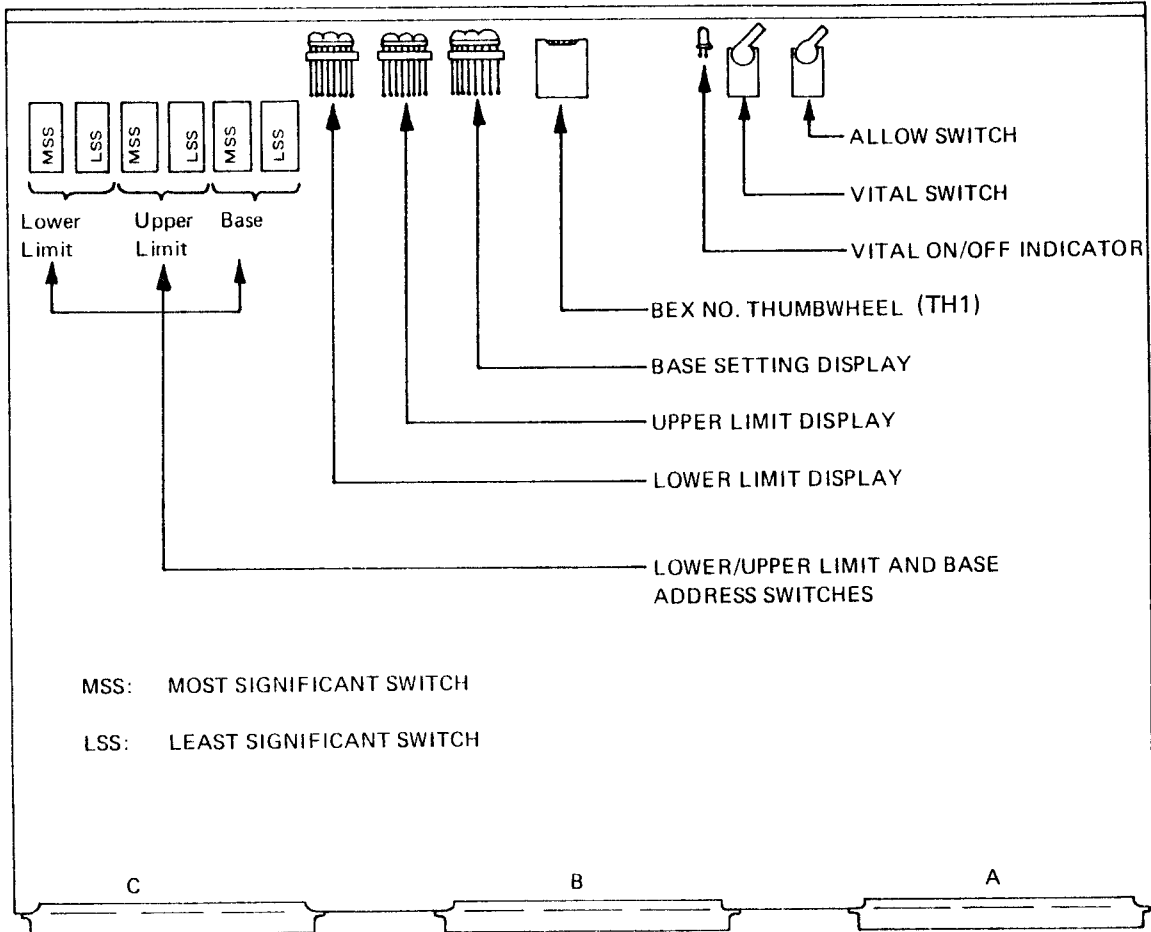 MSS LSS MSS LSS MSS LSS
Lower Limit
Upper Limit
Base
ALLOW SWITCH
VITAL SWITCH
VITAL ON/OFF INDICATOR
BEX NO. THUMBWHEEL (TH1)
BASE SETTING DISPLAY
UPPER LIMIT DISPLAY
LOWER LIMIT DISPLAY
LOWER/UPPER LIMIT AND BASE
ADDRESS SWITCHES
MSS: MOST SIGNIFICANT SWITCH
LSS: LEAST SIGNIFICANT SWITCH
C B A